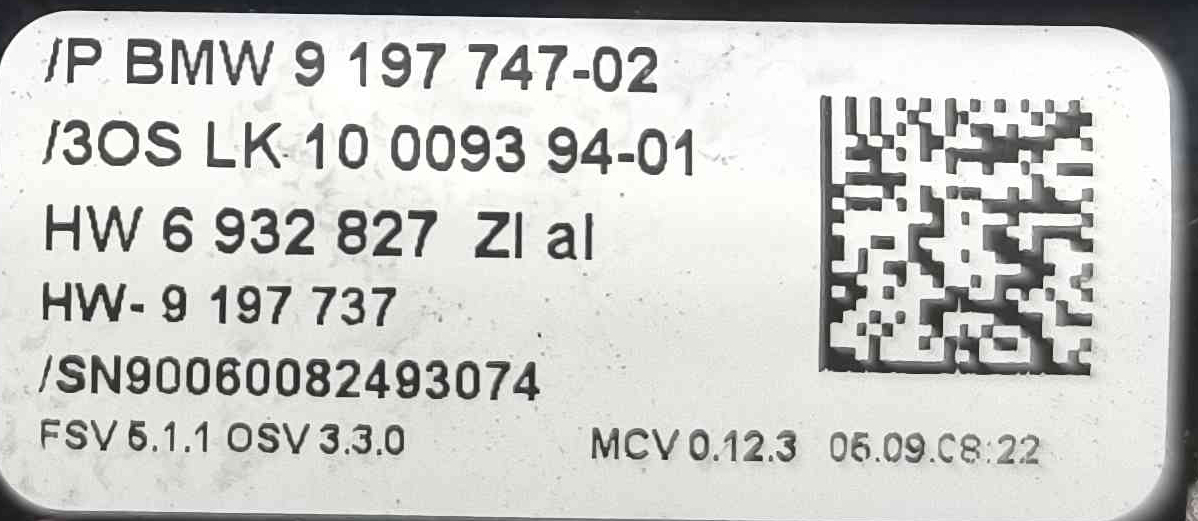 /P BMW 9 197 747-02
/3OS LK 10 0093 94-01
HW 6 932 827 ZI al
HW- 9 197 737
/SN90060082493074
FSV 5.1.1 OSV 3.3.0
MCV 0.12.3 05.09.08:22